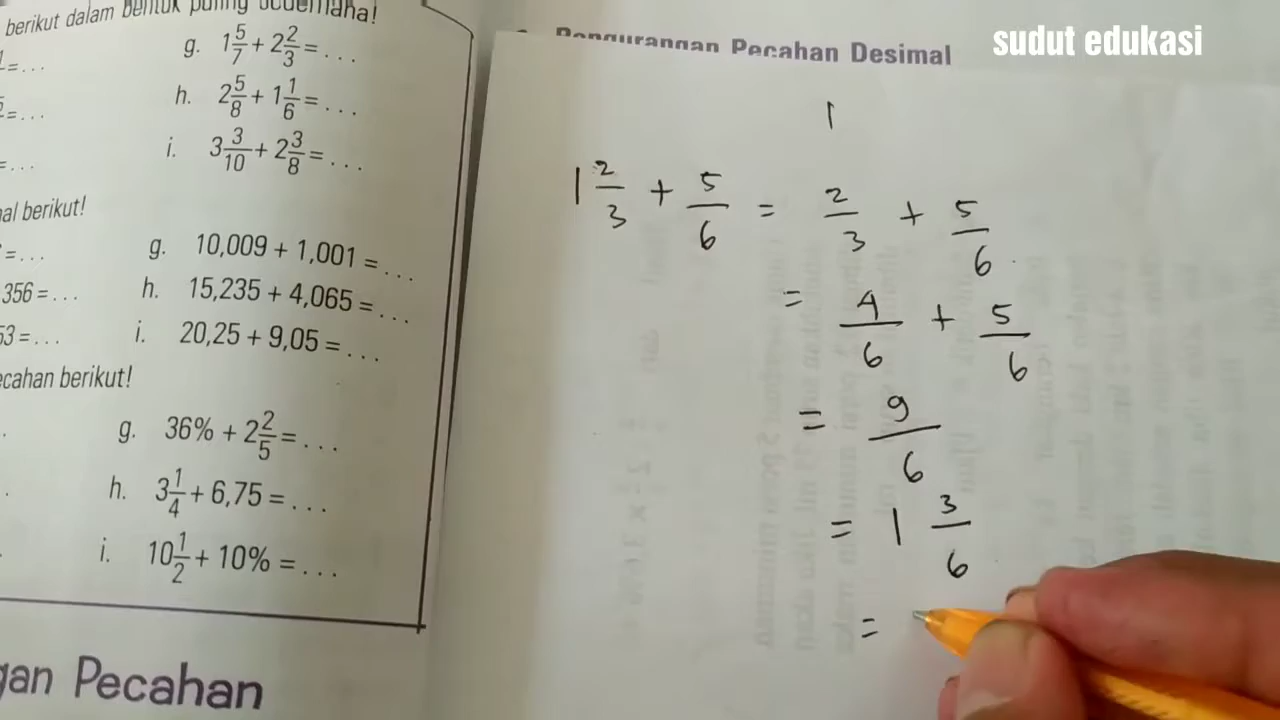 berikut dalam bentuk paling sederhana!
g. 1 5/7 + 2 2/3 = ...
= ...
h. 2 5/8 + 1 1/6 = ...
= ...
i. 3 3/10 + 2 3/8 = ...
= ...
al berikut!
g. 10,009 + 1,001 = ...
= ...
h. 15,235 + 4,065 = ...
356 = ...
i. 20,25 + 9,05 = ...
53 = ...
ecahan berikut!
g. 36% + 2 2/5 = ...
h. 3 1/4 + 6,75 = ...
i. 10 1/2 + 10% = ...
gan Pecahan
Pengurangan Pecahan Desimal
sudut edukasi
1
1 2/3 + 5/6 = 2/3 + 5/6
= 4/6 + 5/6
= 9/6
= 1 3/6
=